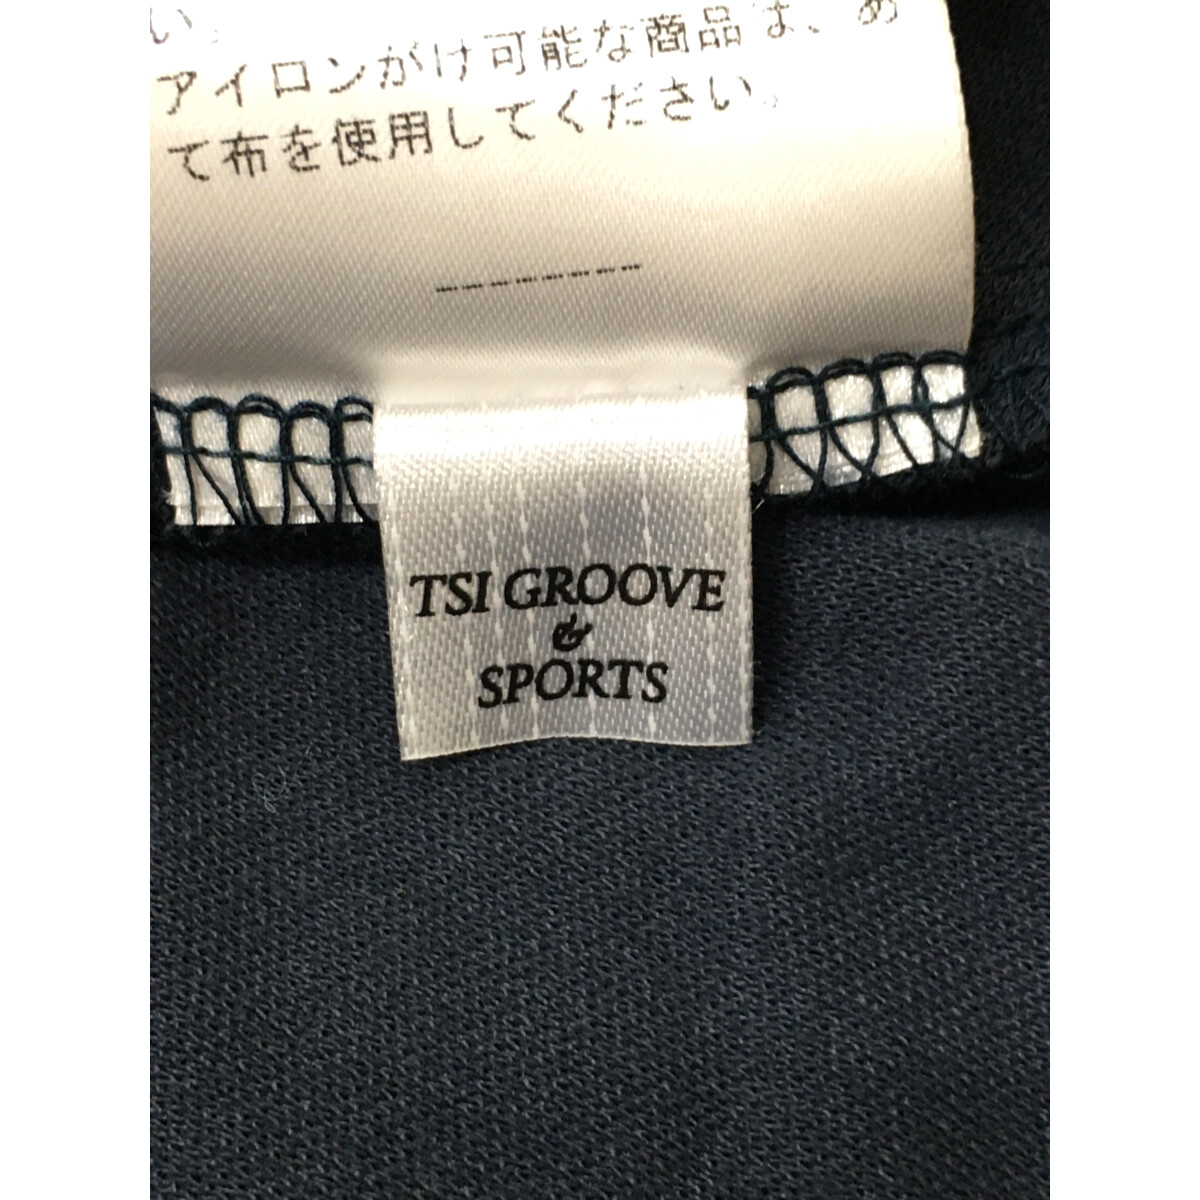 い。
アイロンがけ可能な商品は、あ
て布を使用してください。
--------
TSI GROOVE
&
SPORTS